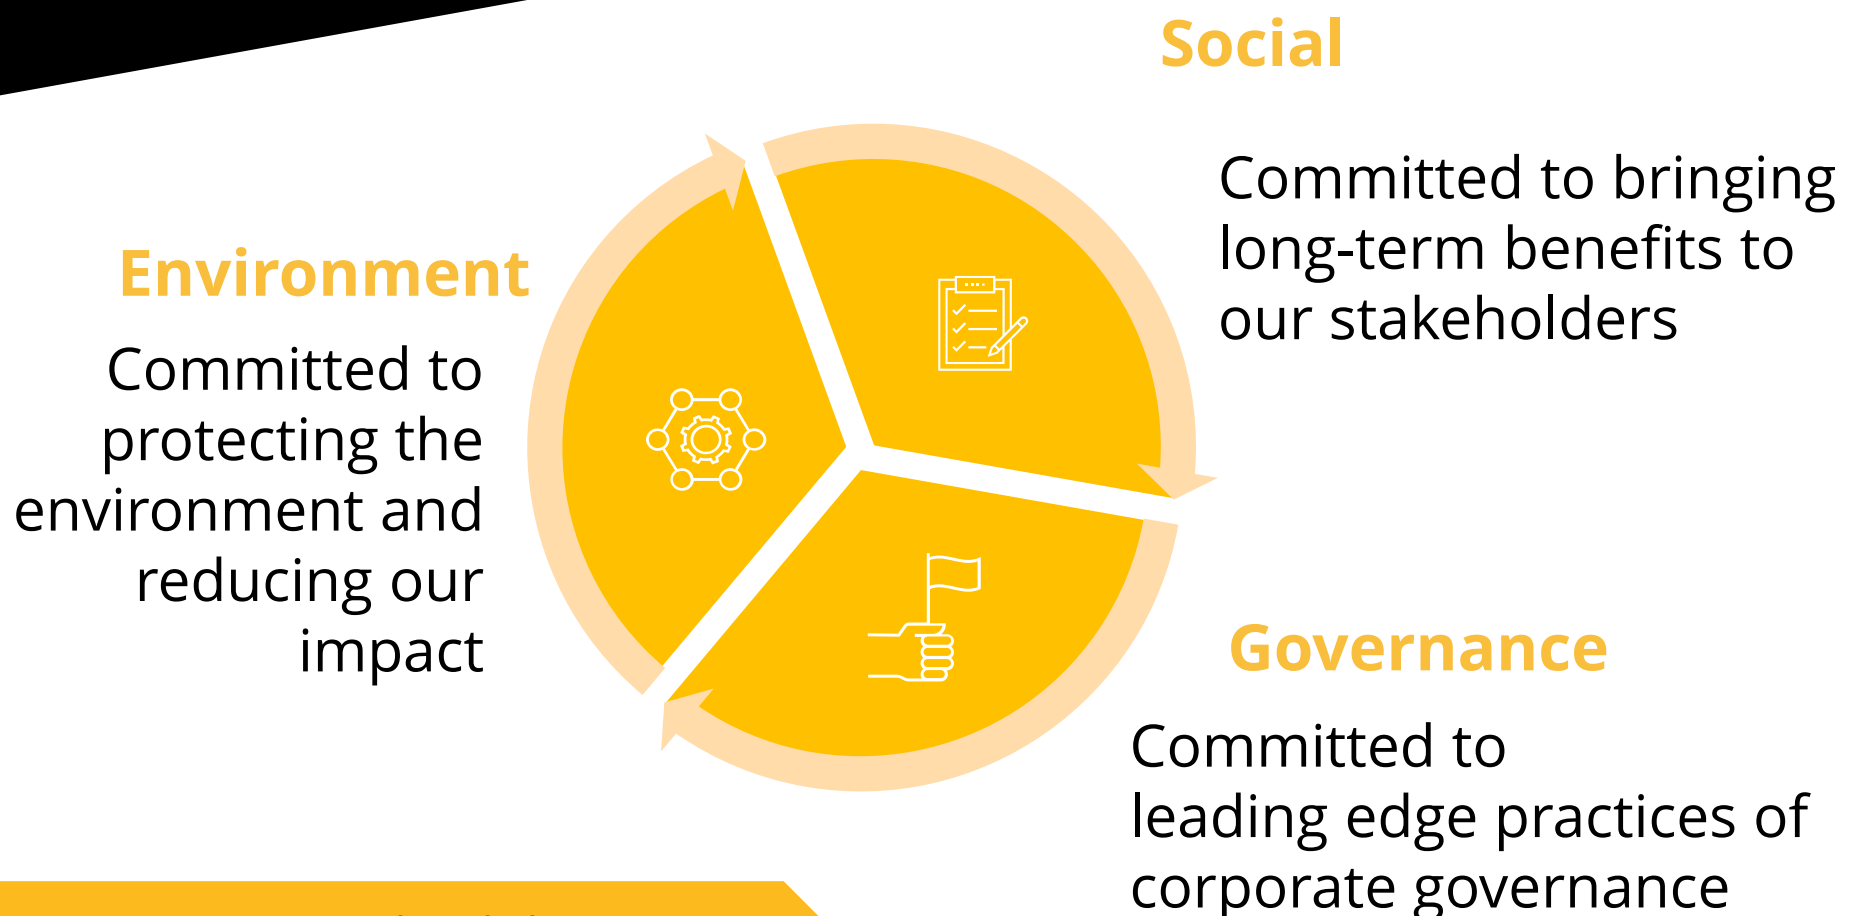 Social
Committed to bringing
long-term benefits to
our stakeholders
Environment
Committed to
protecting the
environment and
reducing our
impact
Governance
Committed to
leading edge practices of
corporate governance